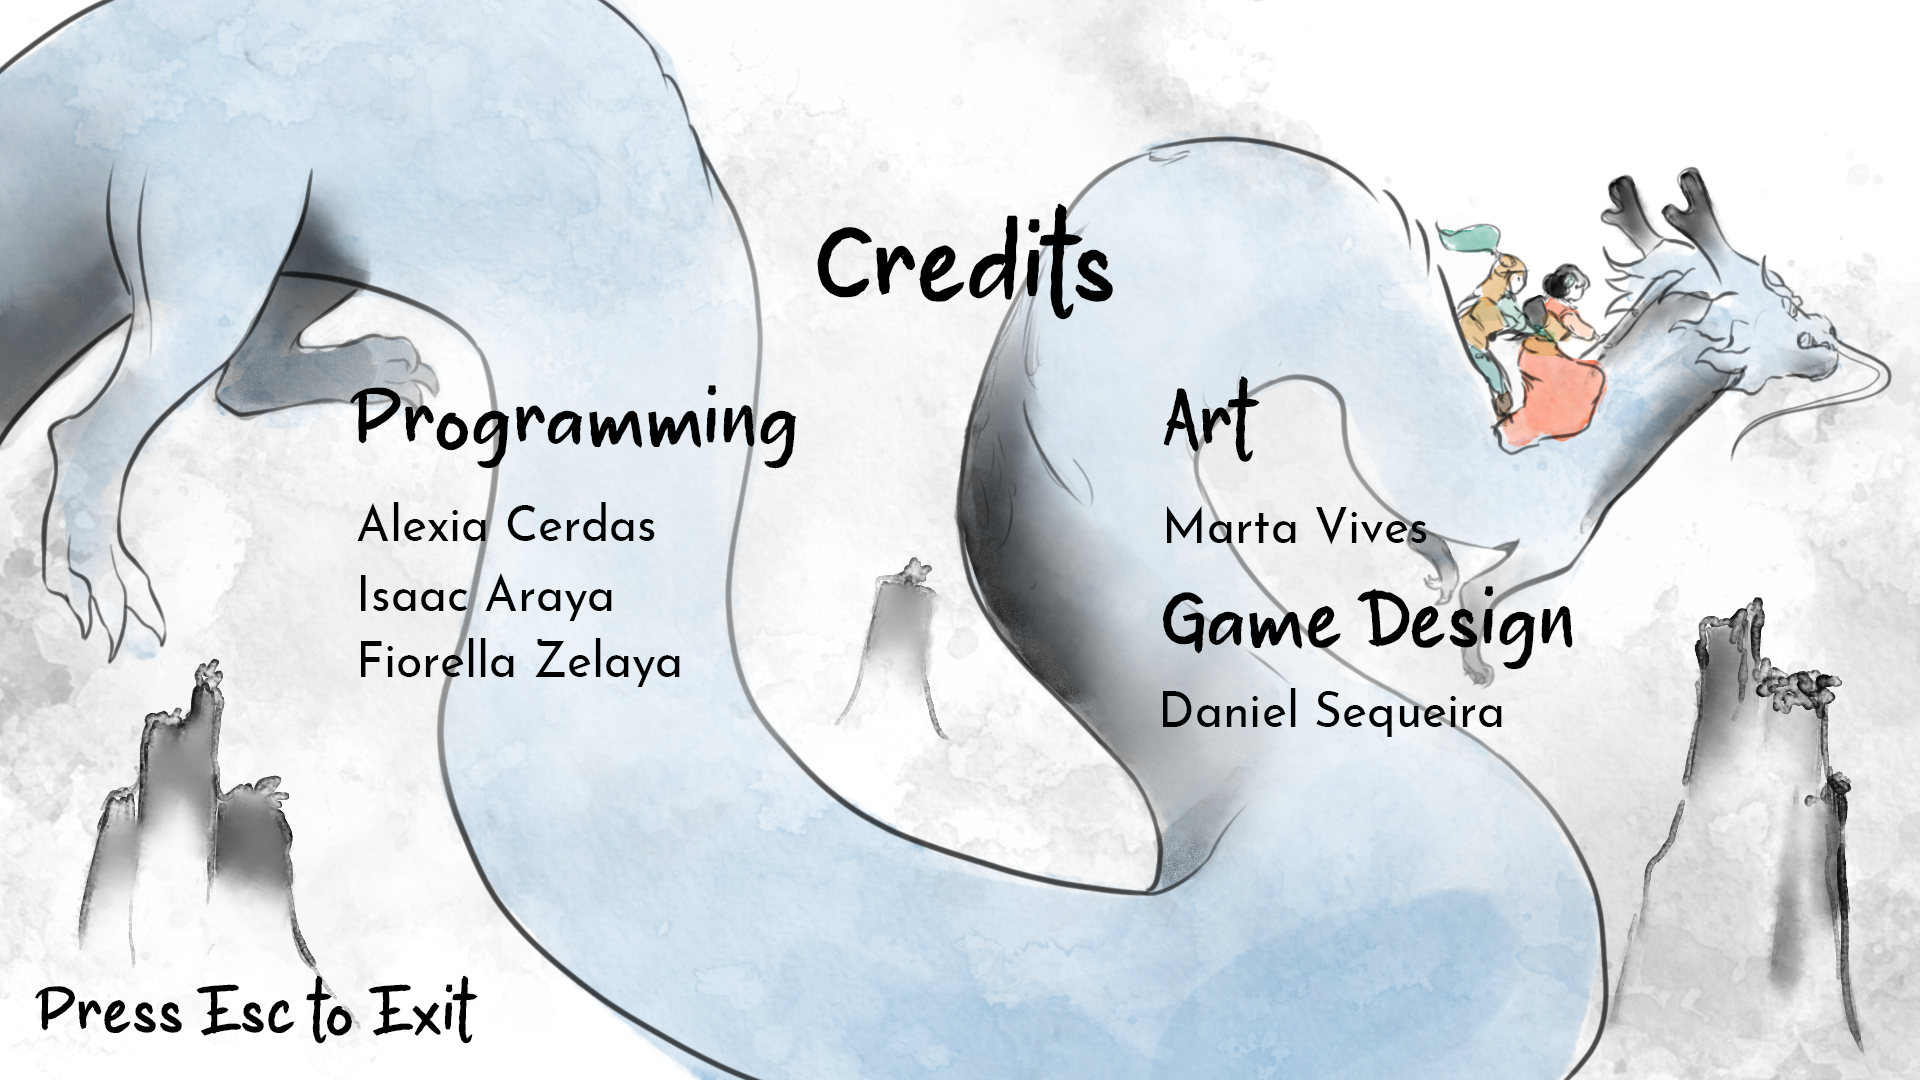 Credits
Programming
Alexia Cerdas
Isaac Araya
Fiorella Zelaya
Art
Marta Vives
Game Design
Daniel Sequeira
Press Esc to Exit